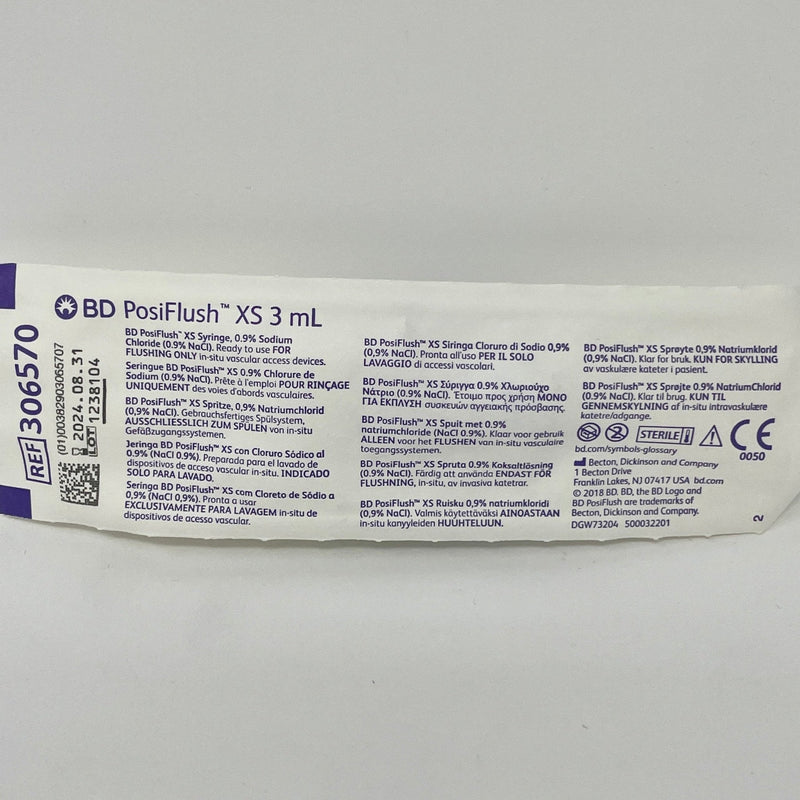 REF 306570
(01)00382903065707
2024.08.31
LOT 1238104
BD PosiFlush™ XS 3 mL
BD PosiFlush™ XS Syringe, 0.9% Sodium
Chloride (0.9% NaCl). Ready to use FOR
FLUSHING ONLY in-situ vascular access devices.
Seringue BD PosiFlush™ XS 0.9% Chlorure de
Sodium (0.9% NaCl). Prête à l'emploi POUR RINÇAGE
UNIQUEMENT des voies d'abords vasculaires.
BD PosiFlush™ XS Spritze, 0,9% Natriumchlorid
(0,9% NaCl). Gebrauchsfertiges Spülsystem,
AUSSCHLIESSLICH ZUM SPÜLEN von in-situ
Gefäßzugangssystemen.
Jeringa BD PosiFlush™ XS con Cloruro Sódico al
0.9% (NaCl 0.9%). Preparada para el lavado de
dispositivos de acceso vascular in-situ. INDICADO
SOLO PARA LAVADO.
Seringa BD PosiFlush™ XS com Cloreto de Sódio a
0,9% (NaCl 0,9%). Pronta a usar
EXCLUSIVAMENTE PARA LAVAGEM in-situ de
dispositivos de acesso vascular.
BD PosiFlush™ XS Siringa Cloruro di Sodio 0,9%
(0,9% NaCl). Pronta all'uso PER IL SOLO
LAVAGGIO di accessi vascolari.
BD PosiFlush™ XS Σύριγγα 0.9% Χλωριούχο
Νάτριο (0.9% NaCl). Έτοιμο προς χρήση ΜΟΝΟ
ΓΙΑ ΕΚΠΛΥΣΗ συσκευών αγγειακής πρόσβασης.
BD PosiFlush™ XS Spuit met 0.9%
natriumchloride (NaCl 0.9%). Klaar voor gebruik
ALLEEN voor het FLUSHEN van in-situ vasculaire
toegangssystemen.
BD PosiFlush™ XS Spruta 0.9% Koksaltlösning
(0.9% NaCl). Färdig att använda ENDAST FÖR
FLUSHNING, in-situ, av invasiva katetrar.
BD PosiFlush™ XS Ruisku 0,9% natriumkloridi
(0,9% NaCl). Valmis käytettäväksi AINOASTAAN
in-situ kanyyleiden HUUHTELUUN.
BD PosiFlush™ XS Sprøyte 0,9% Natriumklorid
(0,9% NaCl). Klar for bruk. KUN FOR SKYLLING
av vaskulære kateter i pasient.
BD PosiFlush™ XS Sprøjte 0.9% NatriumChlorid
(0.9% NaCl). Klar til brug. KUN TIL
GENNEMSKYLNING af in-situ intravaskulære
katetre/adgange.
STERILE
CE
0050
bd.com/symbols-glossary
Becton, Dickinson and Company
1 Becton Drive
Franklin Lakes, NJ 07417 USA bd.com
© 2018 BD. BD, the BD Logo and
BD PosiFlush are trademarks of
Becton, Dickinson and Company.
DGW73204 500032201
2